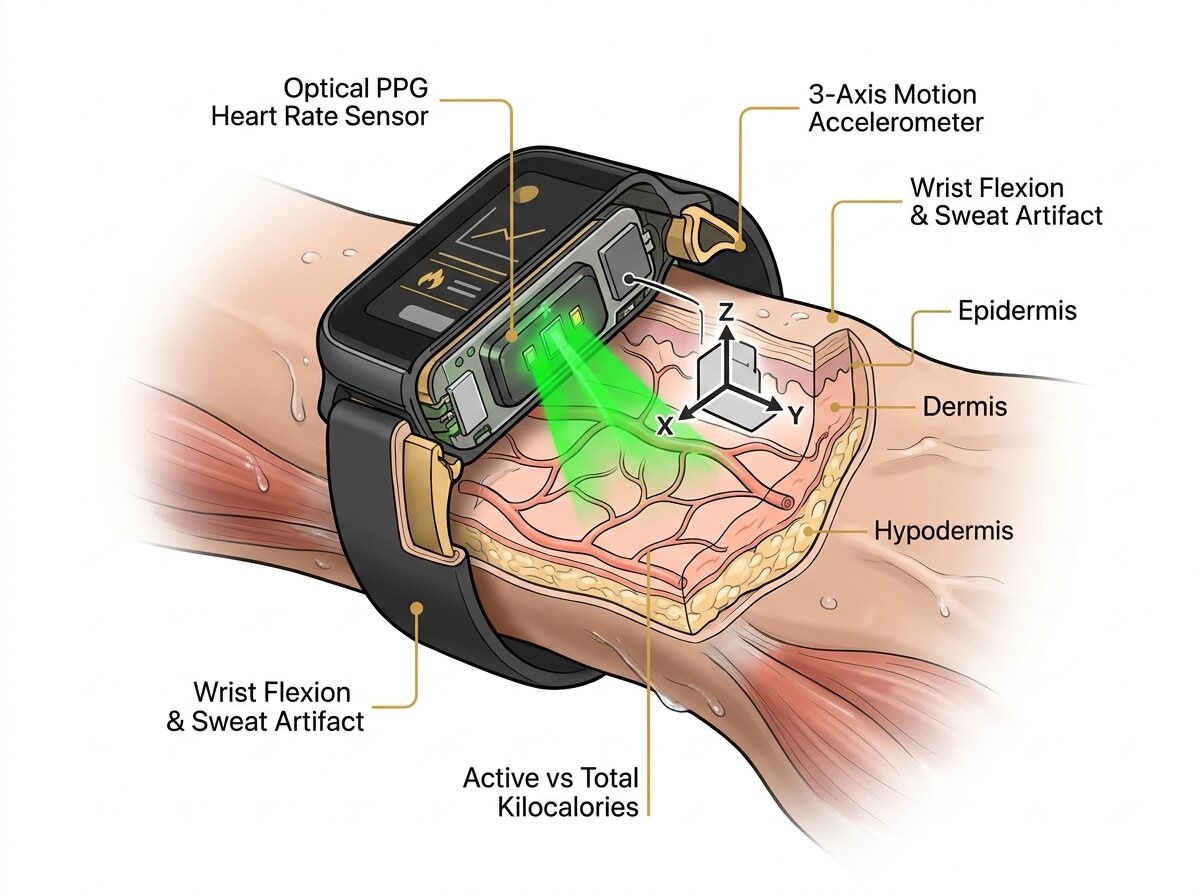 Optical PPG
Heart Rate Sensor
3-Axis Motion
Accelerometer
Wrist Flexion
& Sweat Artifact
Epidermis
Z
X
Y
Dermis
Hypodermis
Wrist Flexion
& Sweat Artifact
Active vs Total
Kilocalories